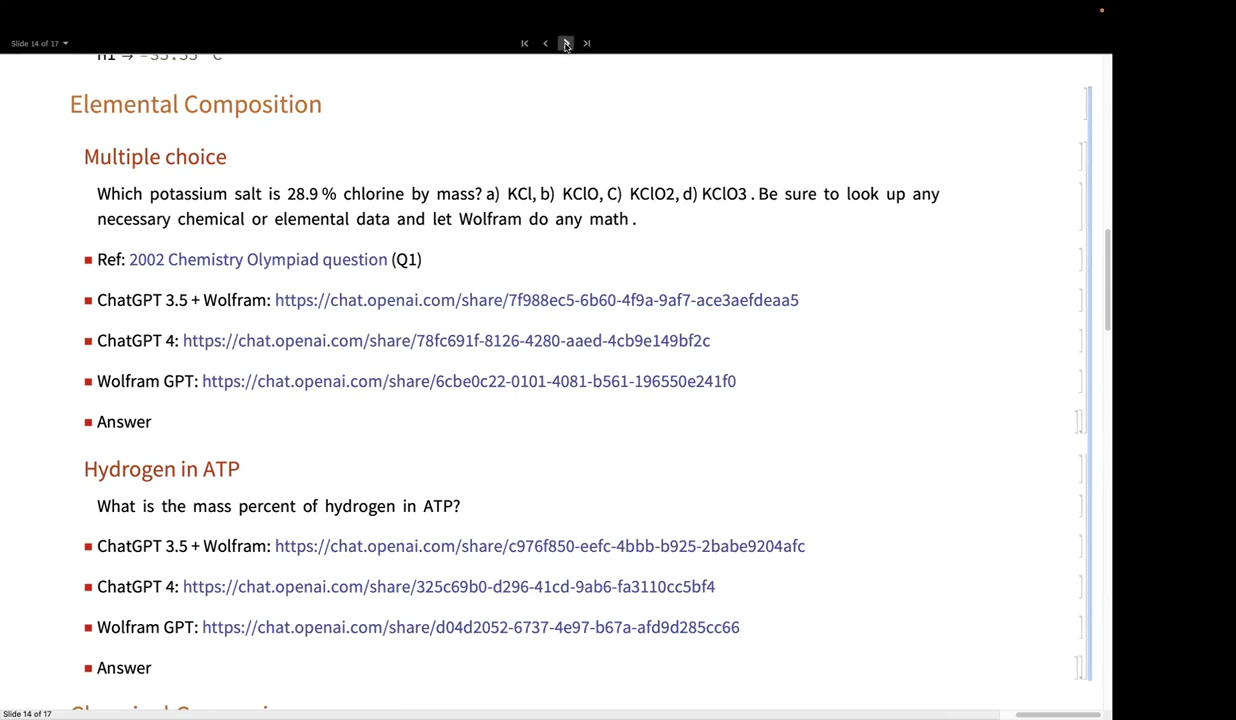 Slide 14 of 17
Elemental Composition
Multiple choice
Which potassium salt is 28.9 % chlorine by mass? a) KCl, b) KClO, C) KClO2, d) KClO3 . Be sure to look up any
necessary chemical or elemental data and let Wolfram do any math .
Ref: 2002 Chemistry Olympiad question (Q1)
ChatGPT 3.5 + Wolfram: https://chat.openai.com/share/7f988ec5-6b60-4f9a-9af7-ace3aefdeaa5
ChatGPT 4: https://chat.openai.com/share/78fc691f-8126-4280-aaed-4cb9e149bf2c
Wolfram GPT: https://chat.openai.com/share/6cbe0c22-0101-4081-b561-196550e241f0
Answer
Hydrogen in ATP
What is the mass percent of hydrogen in ATP?
ChatGPT 3.5 + Wolfram: https://chat.openai.com/share/c976f850-eefc-4bbb-b925-2babe9204afc
ChatGPT 4: https://chat.openai.com/share/325c69b0-d296-41cd-9ab6-fa3110cc5bf4
Wolfram GPT: https://chat.openai.com/share/d04d2052-6737-4e97-b67a-afd9d285cc66
Answer
Slide 14 of 17